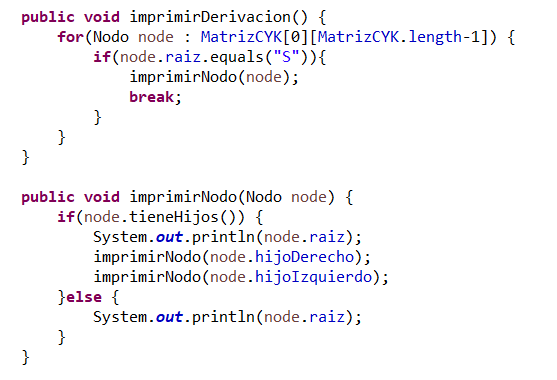 public void imprimirDerivacion() {
    for(Nodo node : MatrizCYK[0][MatrizCYK.length-1]) {
        if(node.raiz.equals("S")){
            imprimirNodo(node);
            break;
        }
    }
}

public void imprimirNodo(Nodo node) {
    if(node.tieneHijos()) {
        System.out.println(node.raiz);
        imprimirNodo(node.hijoDerecho);
        imprimirNodo(node.hijoIzquierdo);
    }else {
        System.out.println(node.raiz);
    }
}